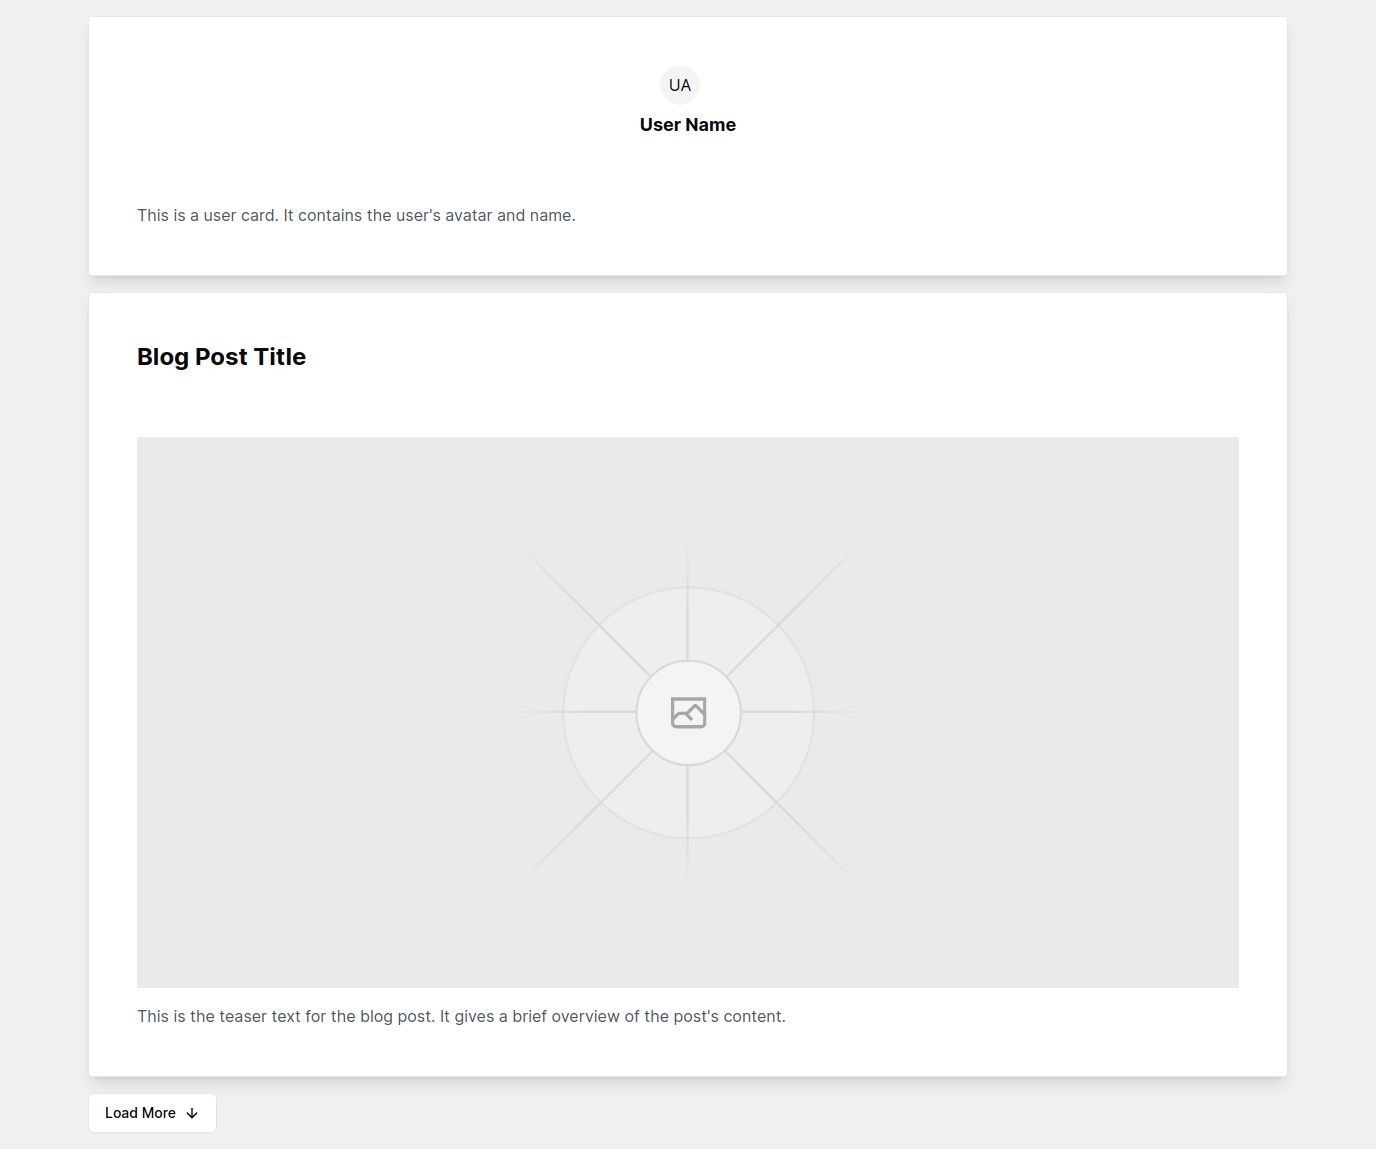 UA
User Name
This is a user card. It contains the user's avatar and name.
Blog Post Title
This is the teaser text for the blog post. It gives a brief overview of the post's content.
Load More